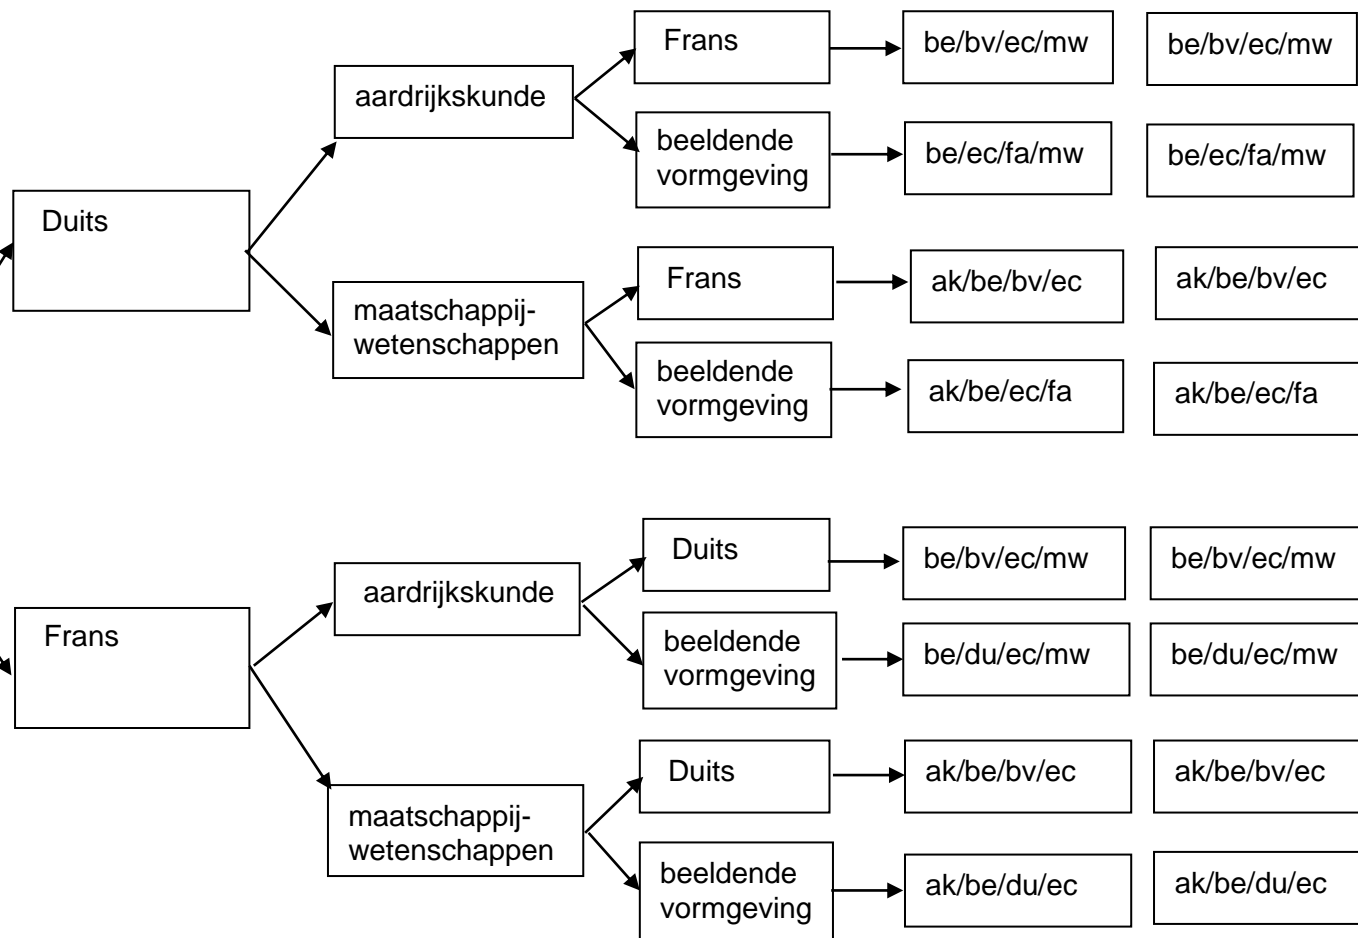 Frans
be/bv/ec/mw
be/bv/ec/mw
aardrijkskunde
beeldende
vormgeving
be/ec/fa/mw
be/ec/fa/mw
Duits
Frans
ak/be/bv/ec
ak/be/bv/ec
maatschappij-
wetenschappen
beeldende
vormgeving
ak/be/ec/fa
ak/be/ec/fa
Duits
be/bv/ec/mw
be/bv/ec/mw
aardrijkskunde
beeldende
vormgeving
be/du/ec/mw
be/du/ec/mw
Frans
Duits
ak/be/bv/ec
ak/be/bv/ec
maatschappij-
wetenschappen
beeldende
vormgeving
ak/be/du/ec
ak/be/du/ec